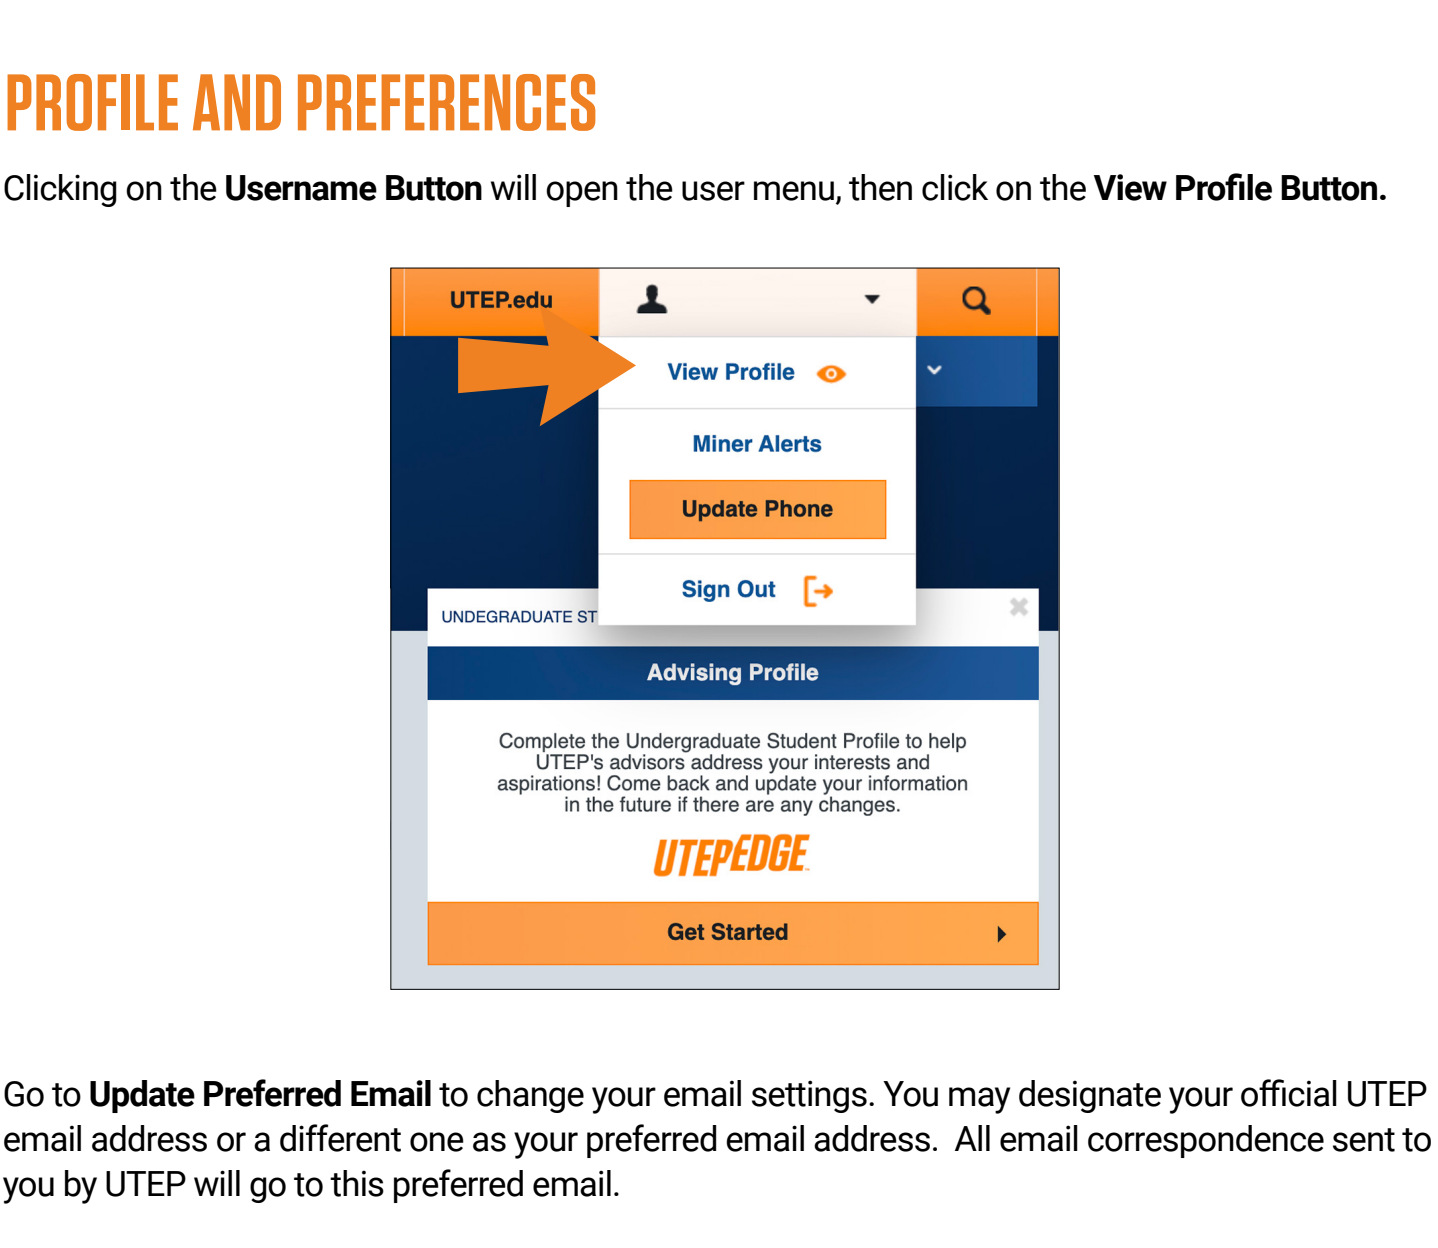 PROFILE AND PREFERENCES
Clicking on the Username Button will open the user menu, then click on the View Profile Button.
UTEP.edu
View Profile
Miner Alerts
Update Phone
Sign Out
UNDEGRADUATE ST
Advising Profile
Complete the Undergraduate Student Profile to help
UTEP's advisors address your interests and
aspirations! Come back and update your information
in the future if there are any changes.
UTEPEDGE
Get Started
Go to Update Preferred Email to change your email settings. You may designate your official UTEP
email address or a different one as your preferred email address.  All email correspondence sent to
you by UTEP will go to this preferred email.